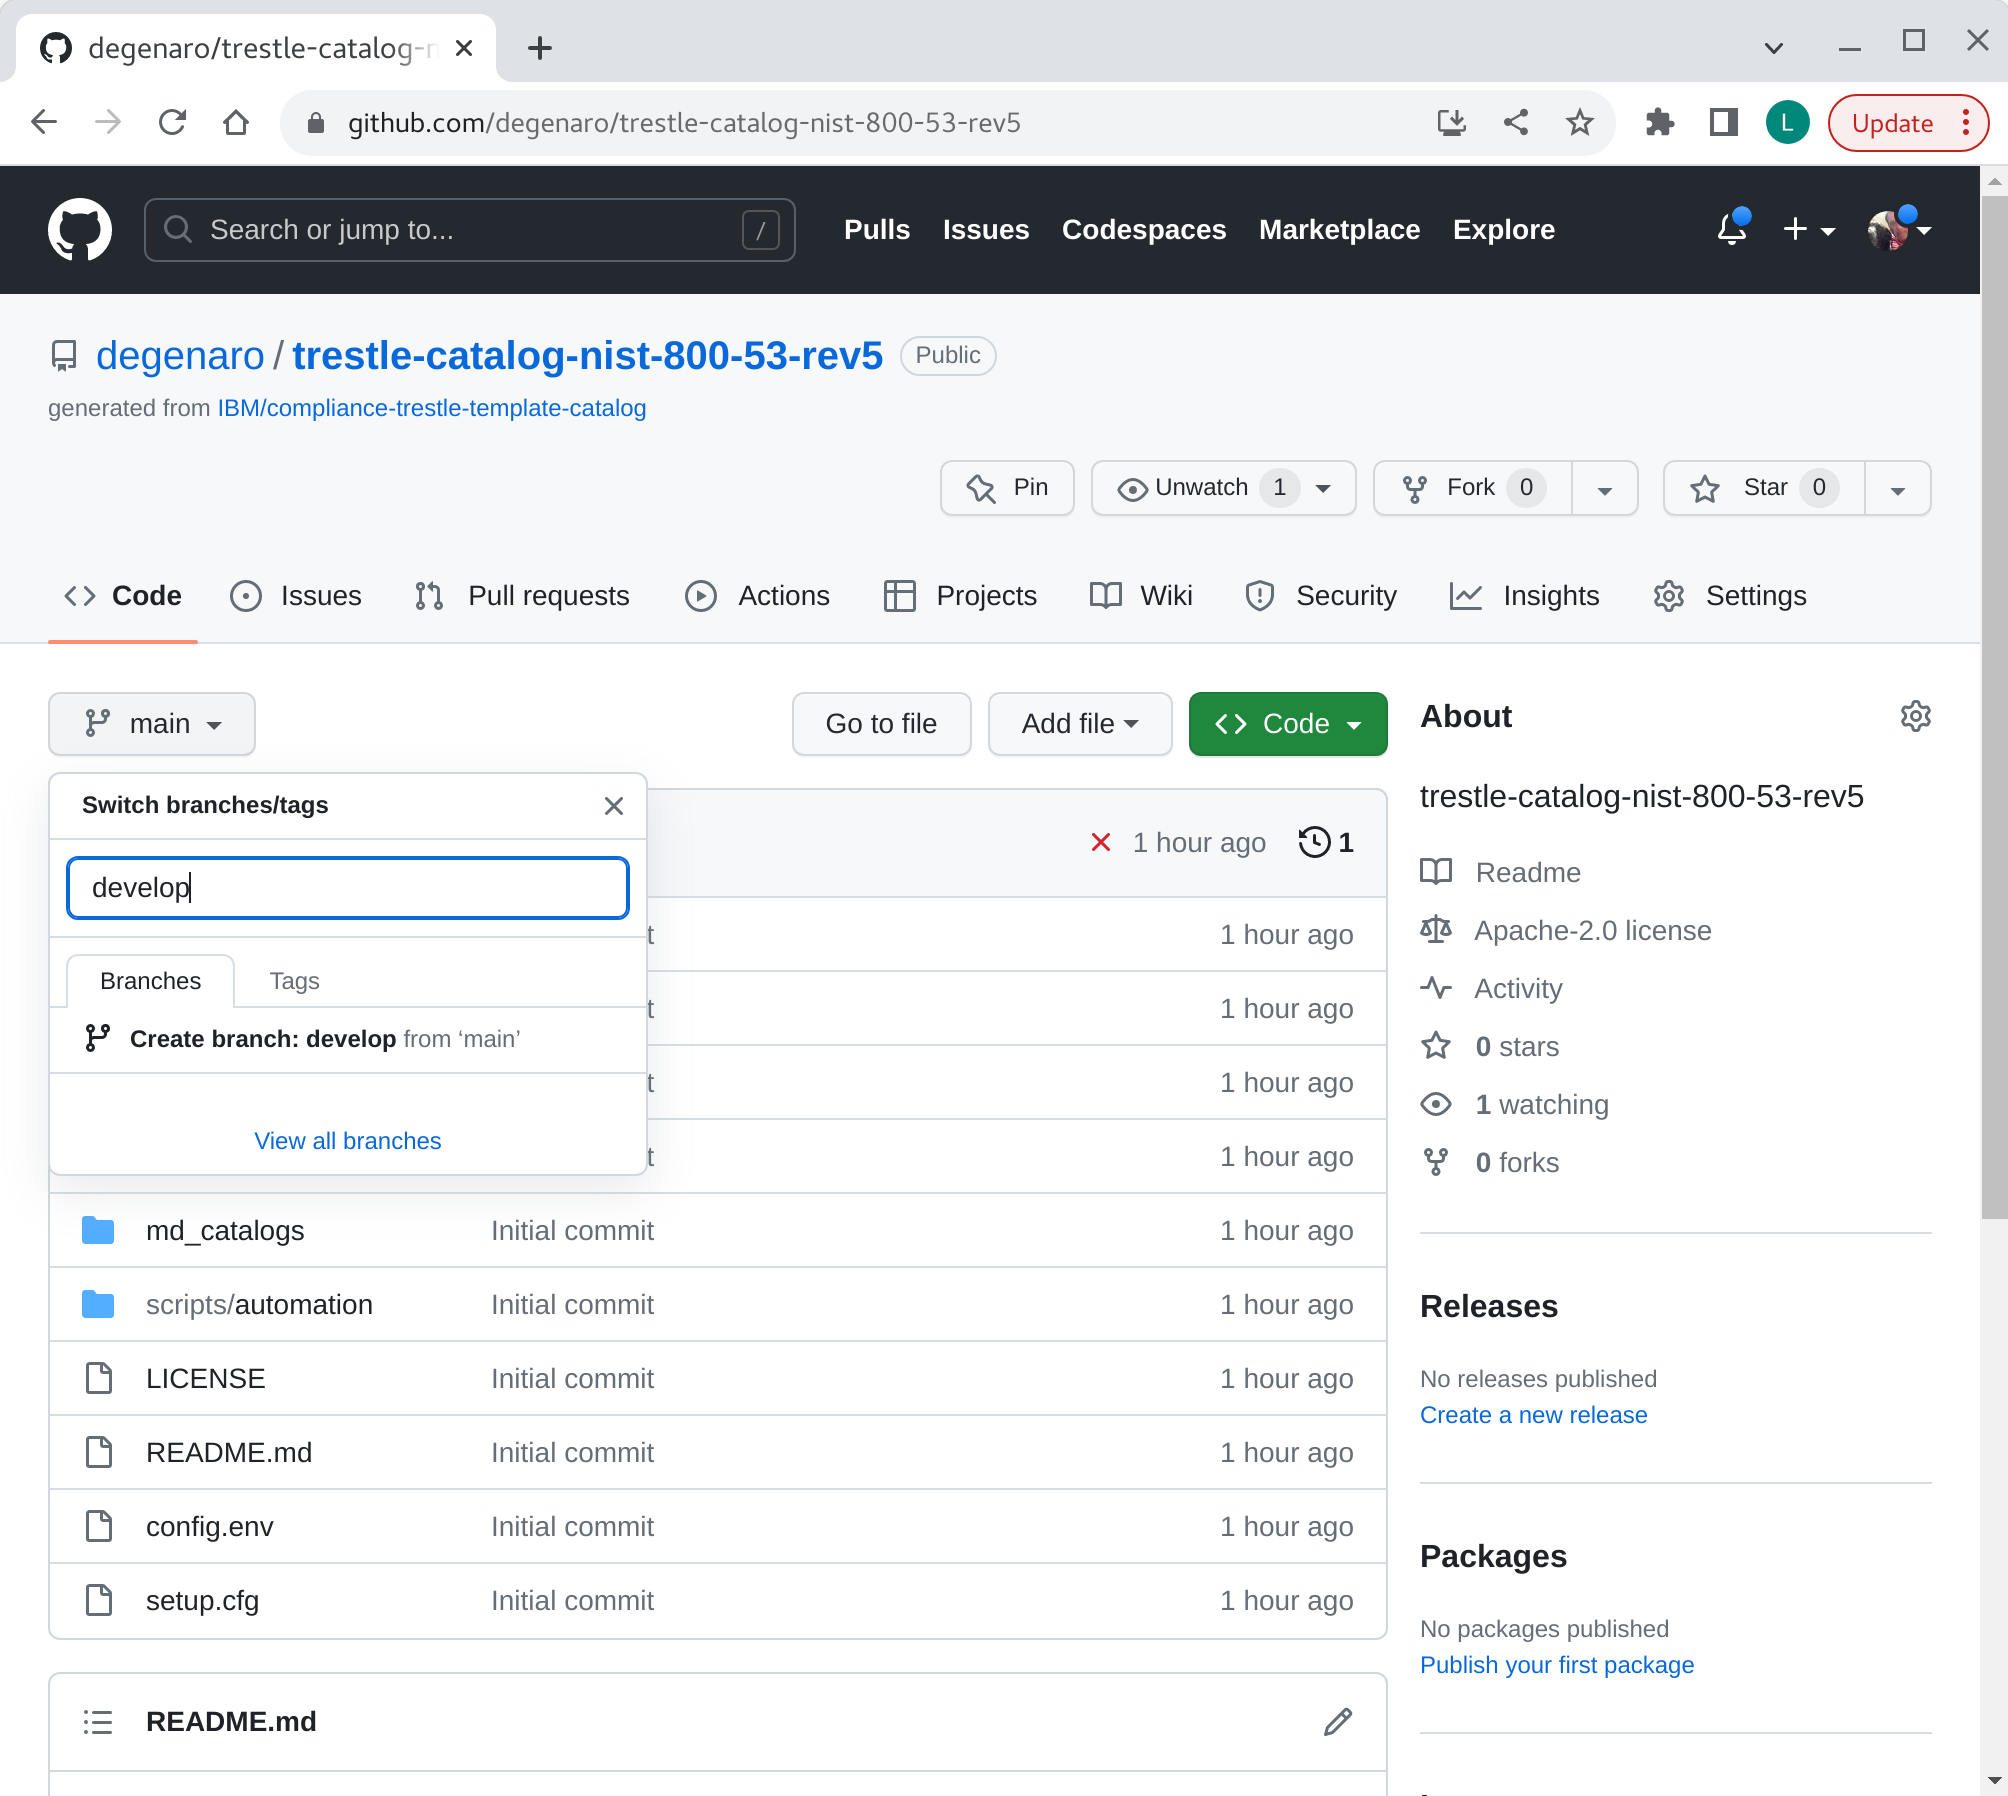 degenaro/trestle-catalog-n
github.com/degenaro/trestle-catalog-nist-800-53-rev5
L
Update
Search or jump to...
/
Pulls Issues Codespaces Marketplace Explore
degenaro / trestle-catalog-nist-800-53-rev5 Public
generated from IBM/compliance-trestle-template-catalog
Pin Unwatch 1 Fork 0 Star 0
Code Issues Pull requests Actions Projects Wiki Security Insights Settings
main Go to file Add file Code
Switch branches/tags
develop
Branches Tags
Create branch: develop from ‘main’
View all branches
1 hour ago 1
t 1 hour ago
t 1 hour ago
t 1 hour ago
t 1 hour ago
md_catalogs Initial commit 1 hour ago
scripts/automation Initial commit 1 hour ago
LICENSE Initial commit 1 hour ago
README.md Initial commit 1 hour ago
config.env Initial commit 1 hour ago
setup.cfg Initial commit 1 hour ago
README.md
About
trestle-catalog-nist-800-53-rev5
Readme
Apache-2.0 license
Activity
0 stars
1 watching
0 forks
Releases
No releases published
Create a new release
Packages
No packages published
Publish your first package